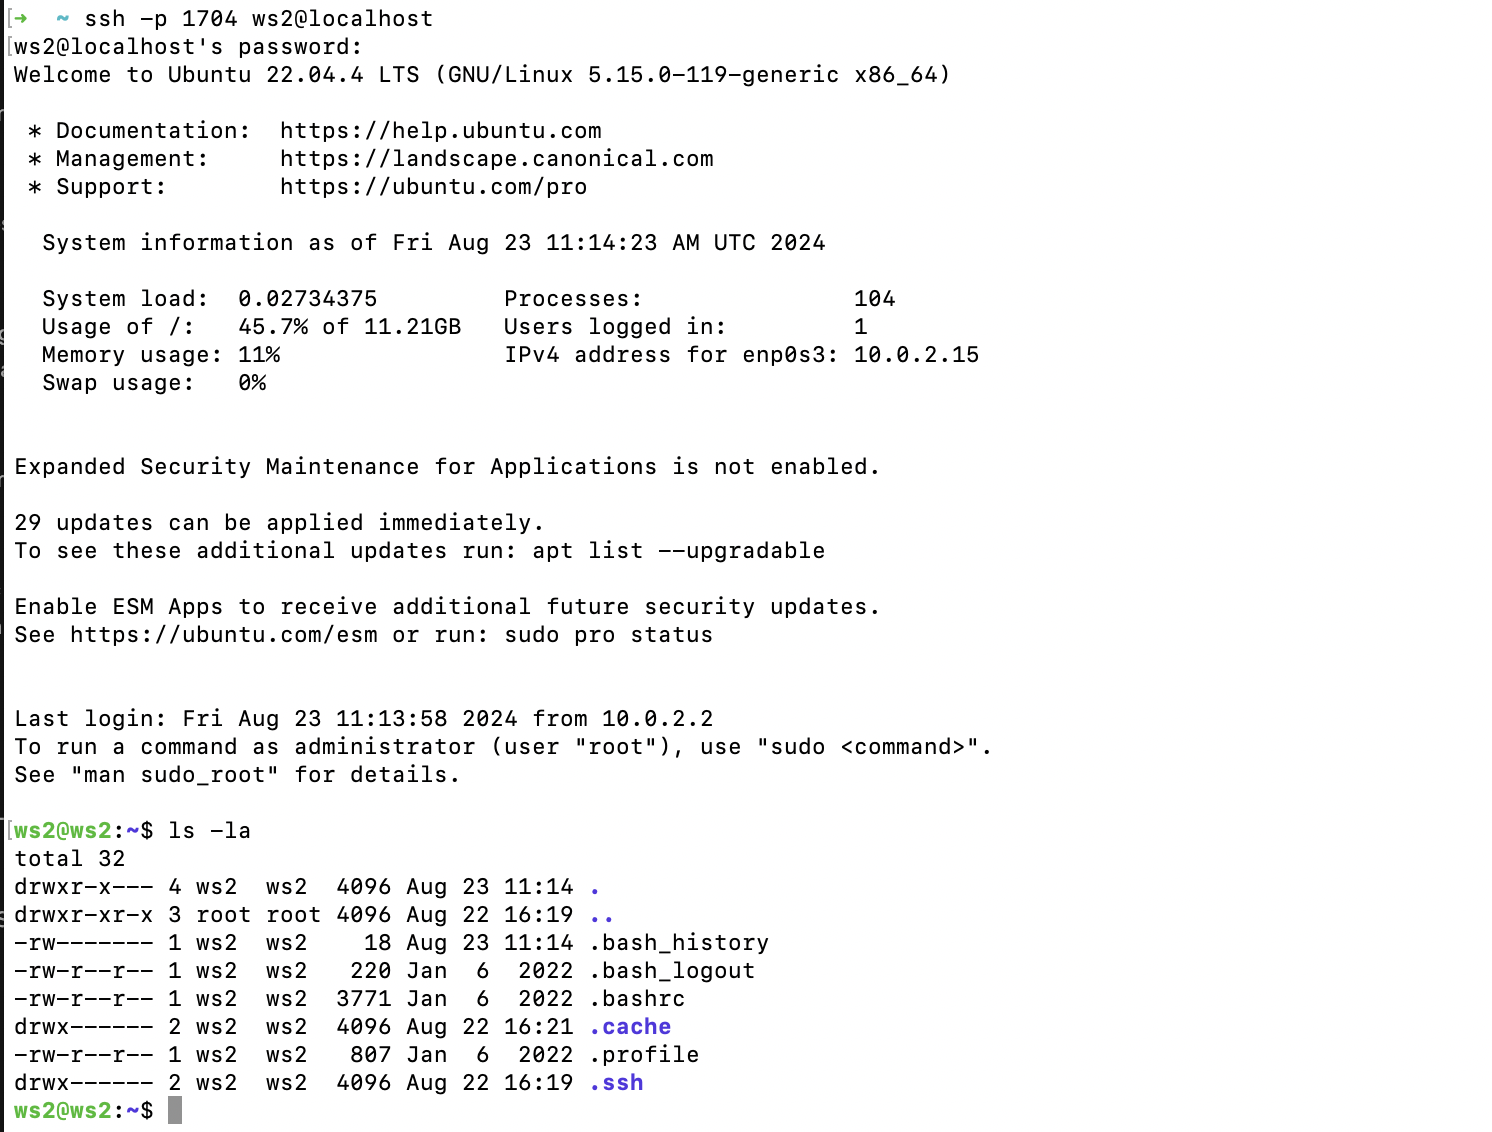 [➜  ~ ssh -p 1704 ws2@localhost
[ws2@localhost's password:
Welcome to Ubuntu 22.04.4 LTS (GNU/Linux 5.15.0-119-generic x86_64)

 * Documentation:  https://help.ubuntu.com
 * Management:     https://landscape.canonical.com
 * Support:        https://ubuntu.com/pro

  System information as of Fri Aug 23 11:14:23 AM UTC 2024

  System load:  0.02734375         Processes:               104
  Usage of /:   45.7% of 11.21GB   Users logged in:         1
  Memory usage: 11%                IPv4 address for enp0s3: 10.0.2.15
  Swap usage:   0%


Expanded Security Maintenance for Applications is not enabled.

29 updates can be applied immediately.
To see these additional updates run: apt list --upgradable

Enable ESM Apps to receive additional future security updates.
See https://ubuntu.com/esm or run: sudo pro status


Last login: Fri Aug 23 11:13:58 2024 from 10.0.2.2
To run a command as administrator (user "root"), use "sudo <command>".
See "man sudo_root" for details.

[ws2@ws2:~$ ls -la
total 32
drwxr-x--- 4 ws2  ws2  4096 Aug 23 11:14 .
drwxr-xr-x 3 root root 4096 Aug 22 16:19 ..
-rw------- 1 ws2  ws2    18 Aug 23 11:14 .bash_history
-rw-r--r-- 1 ws2  ws2   220 Jan  6  2022 .bash_logout
-rw-r--r-- 1 ws2  ws2  3771 Jan  6  2022 .bashrc
drwx------ 2 ws2  ws2  4096 Aug 22 16:21 .cache
-rw-r--r-- 1 ws2  ws2   807 Jan  6  2022 .profile
drwx------ 2 ws2  ws2  4096 Aug 22 16:19 .ssh
ws2@ws2:~$